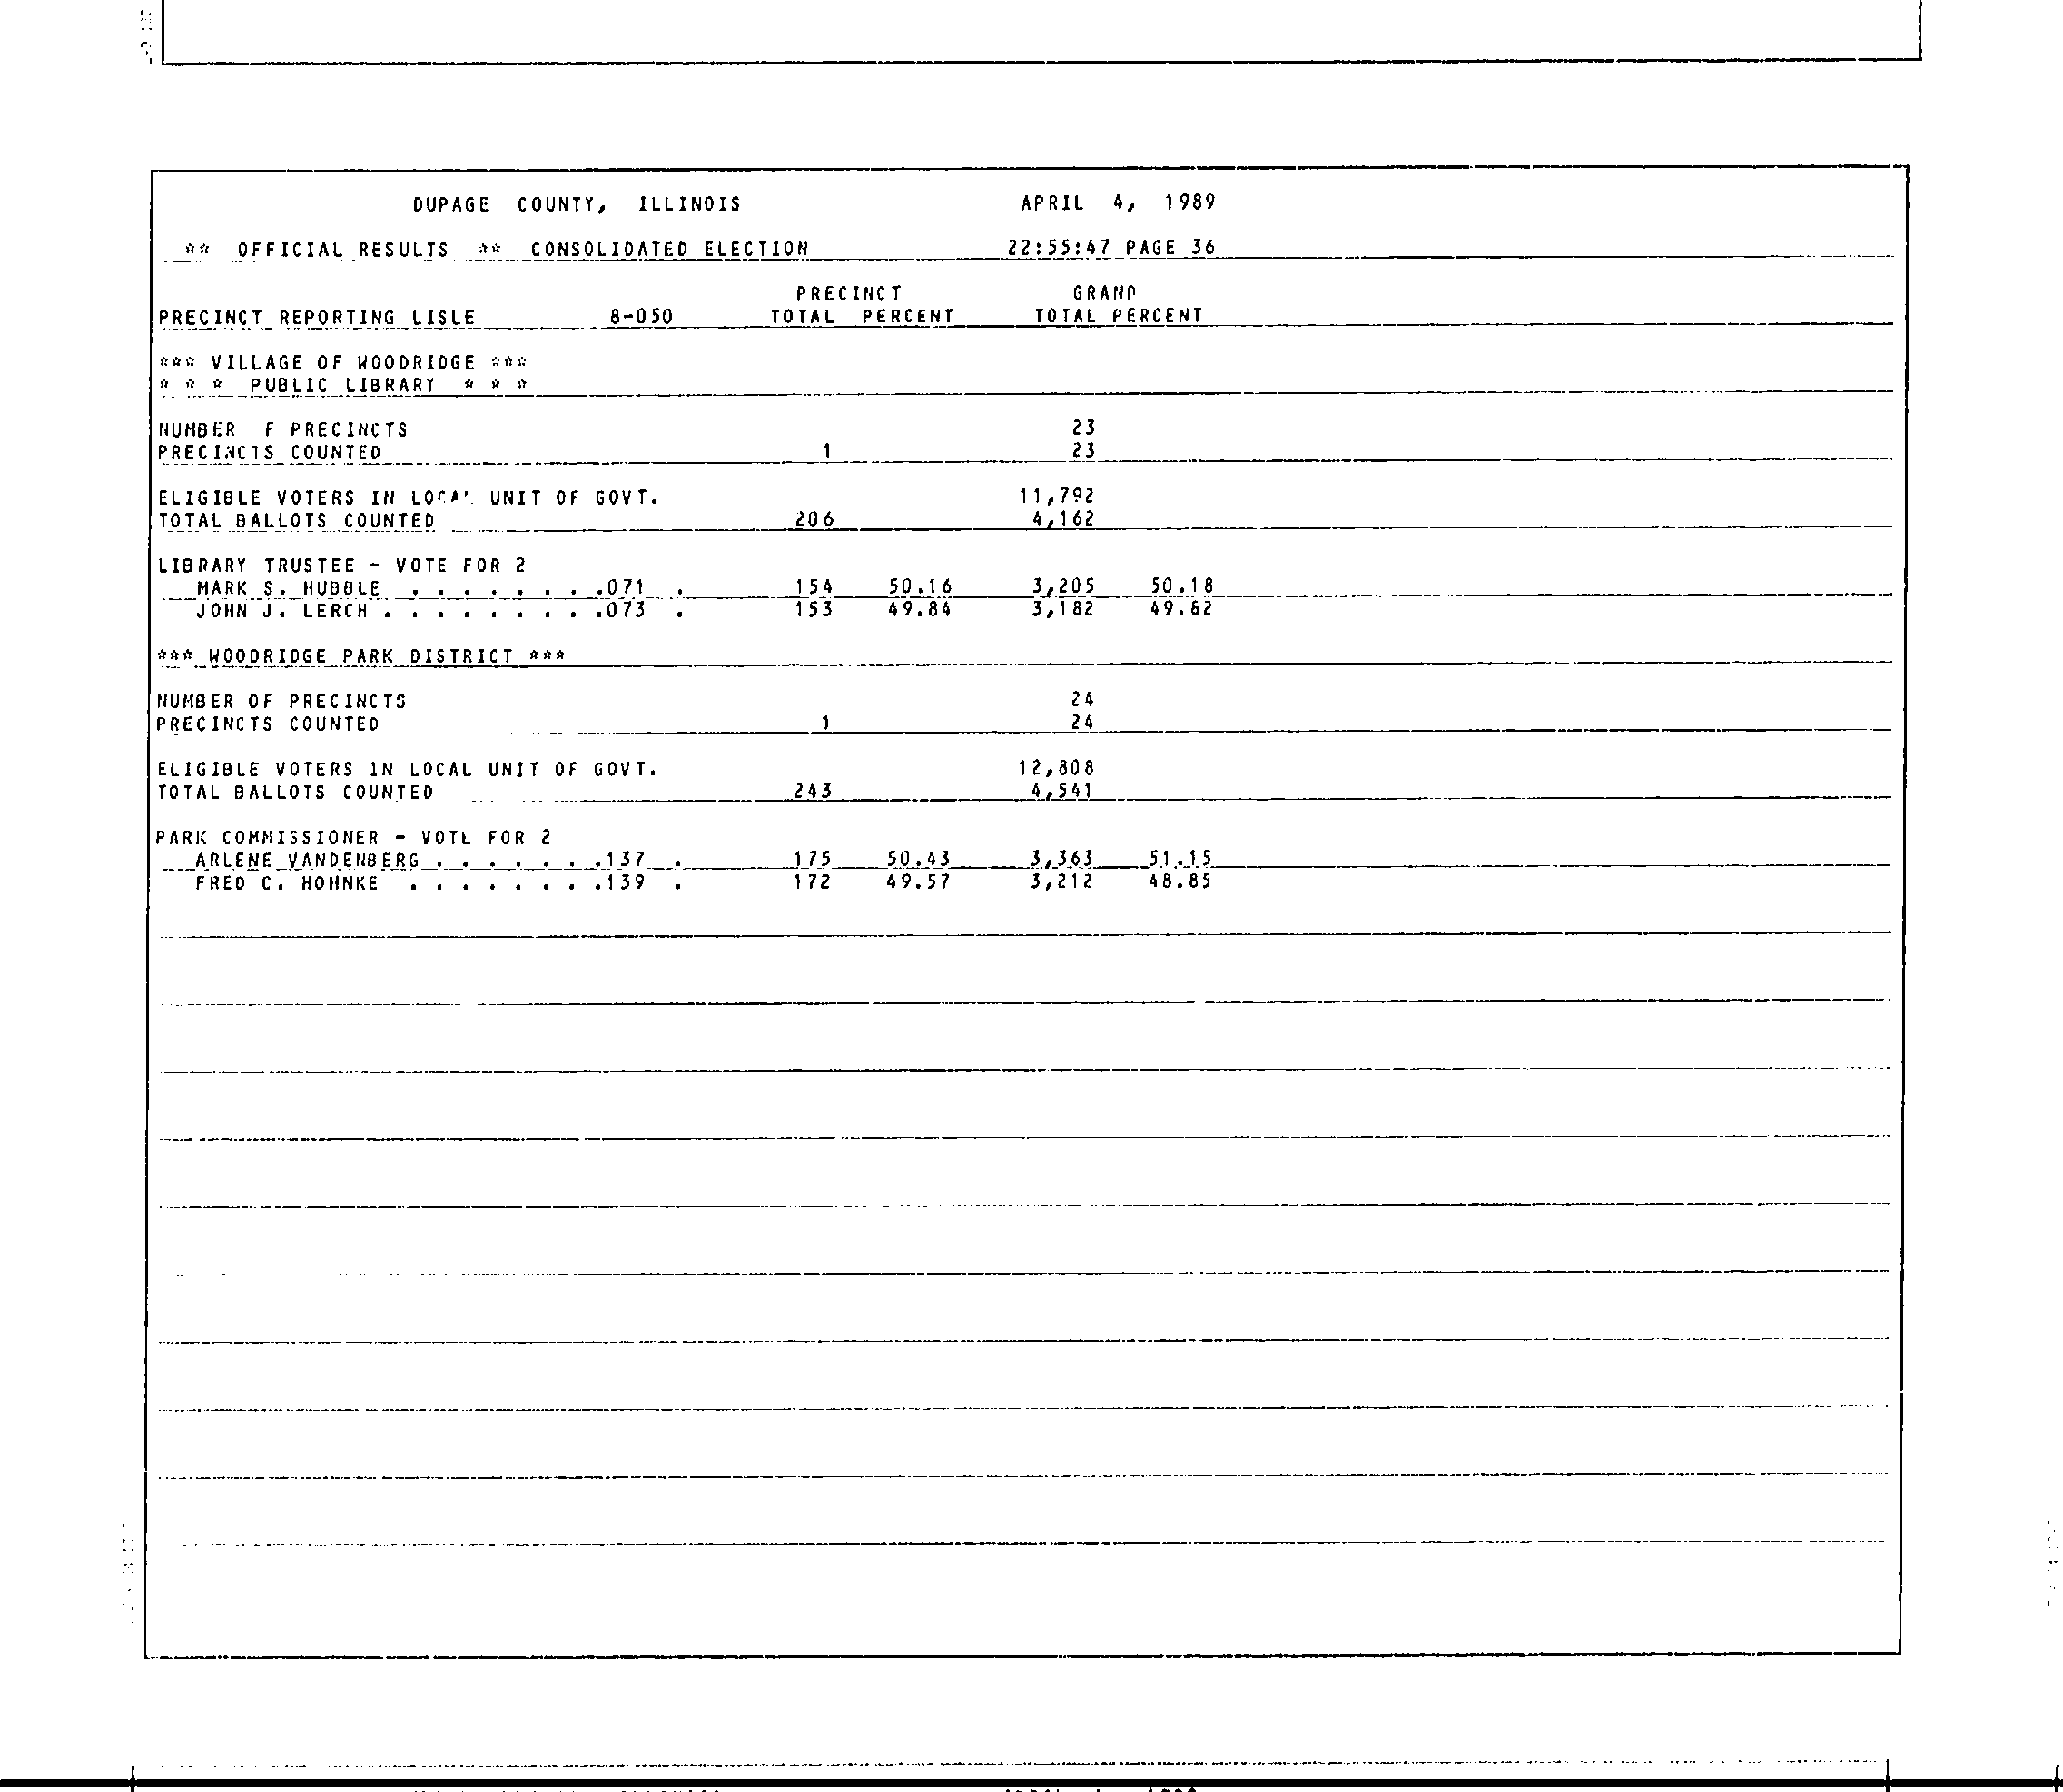 DUPAGE COUNTY, ILLINOIS APRIL 4, 1989
** OFFICIAL RESULTS ** CONSOLIDATED ELECTION 22:55:47 PAGE 36
PRECINCT GRAND
PRECINCT REPORTING LISLE 8-050 TOTAL PERCENT TOTAL PERCENT
*** VILLAGE OF WOODRIDGE ***
* * * PUBLIC LIBRARY * * *
NUMBER F PRECINCTS 23
PRECINCTS COUNTED 1 23
ELIGIBLE VOTERS IN LOCAL UNIT OF GOVT. 11,792
TOTAL BALLOTS COUNTED 206 4,162
LIBRARY TRUSTEE - VOTE FOR 2
MARK S. HUBBLE . . . . . . . .071 . 154 50.16 3,205 50.18
JOHN J. LERCH . . . . . . . . .073 . 153 49.84 3,182 49.82
*** WOODRIDGE PARK DISTRICT ***
NUMBER OF PRECINCTS 24
PRECINCTS COUNTED 1 24
ELIGIBLE VOTERS IN LOCAL UNIT OF GOVT. 12,808
TOTAL BALLOTS COUNTED 243 4,541
PARK COMMISSIONER - VOTE FOR 2
ARLENE VANDENBERG . . . . . . .137 . 175 50.43 3,363 51.15
FRED C. HOHNKE . . . . . . . .139 . 172 49.57 3,212 48.85